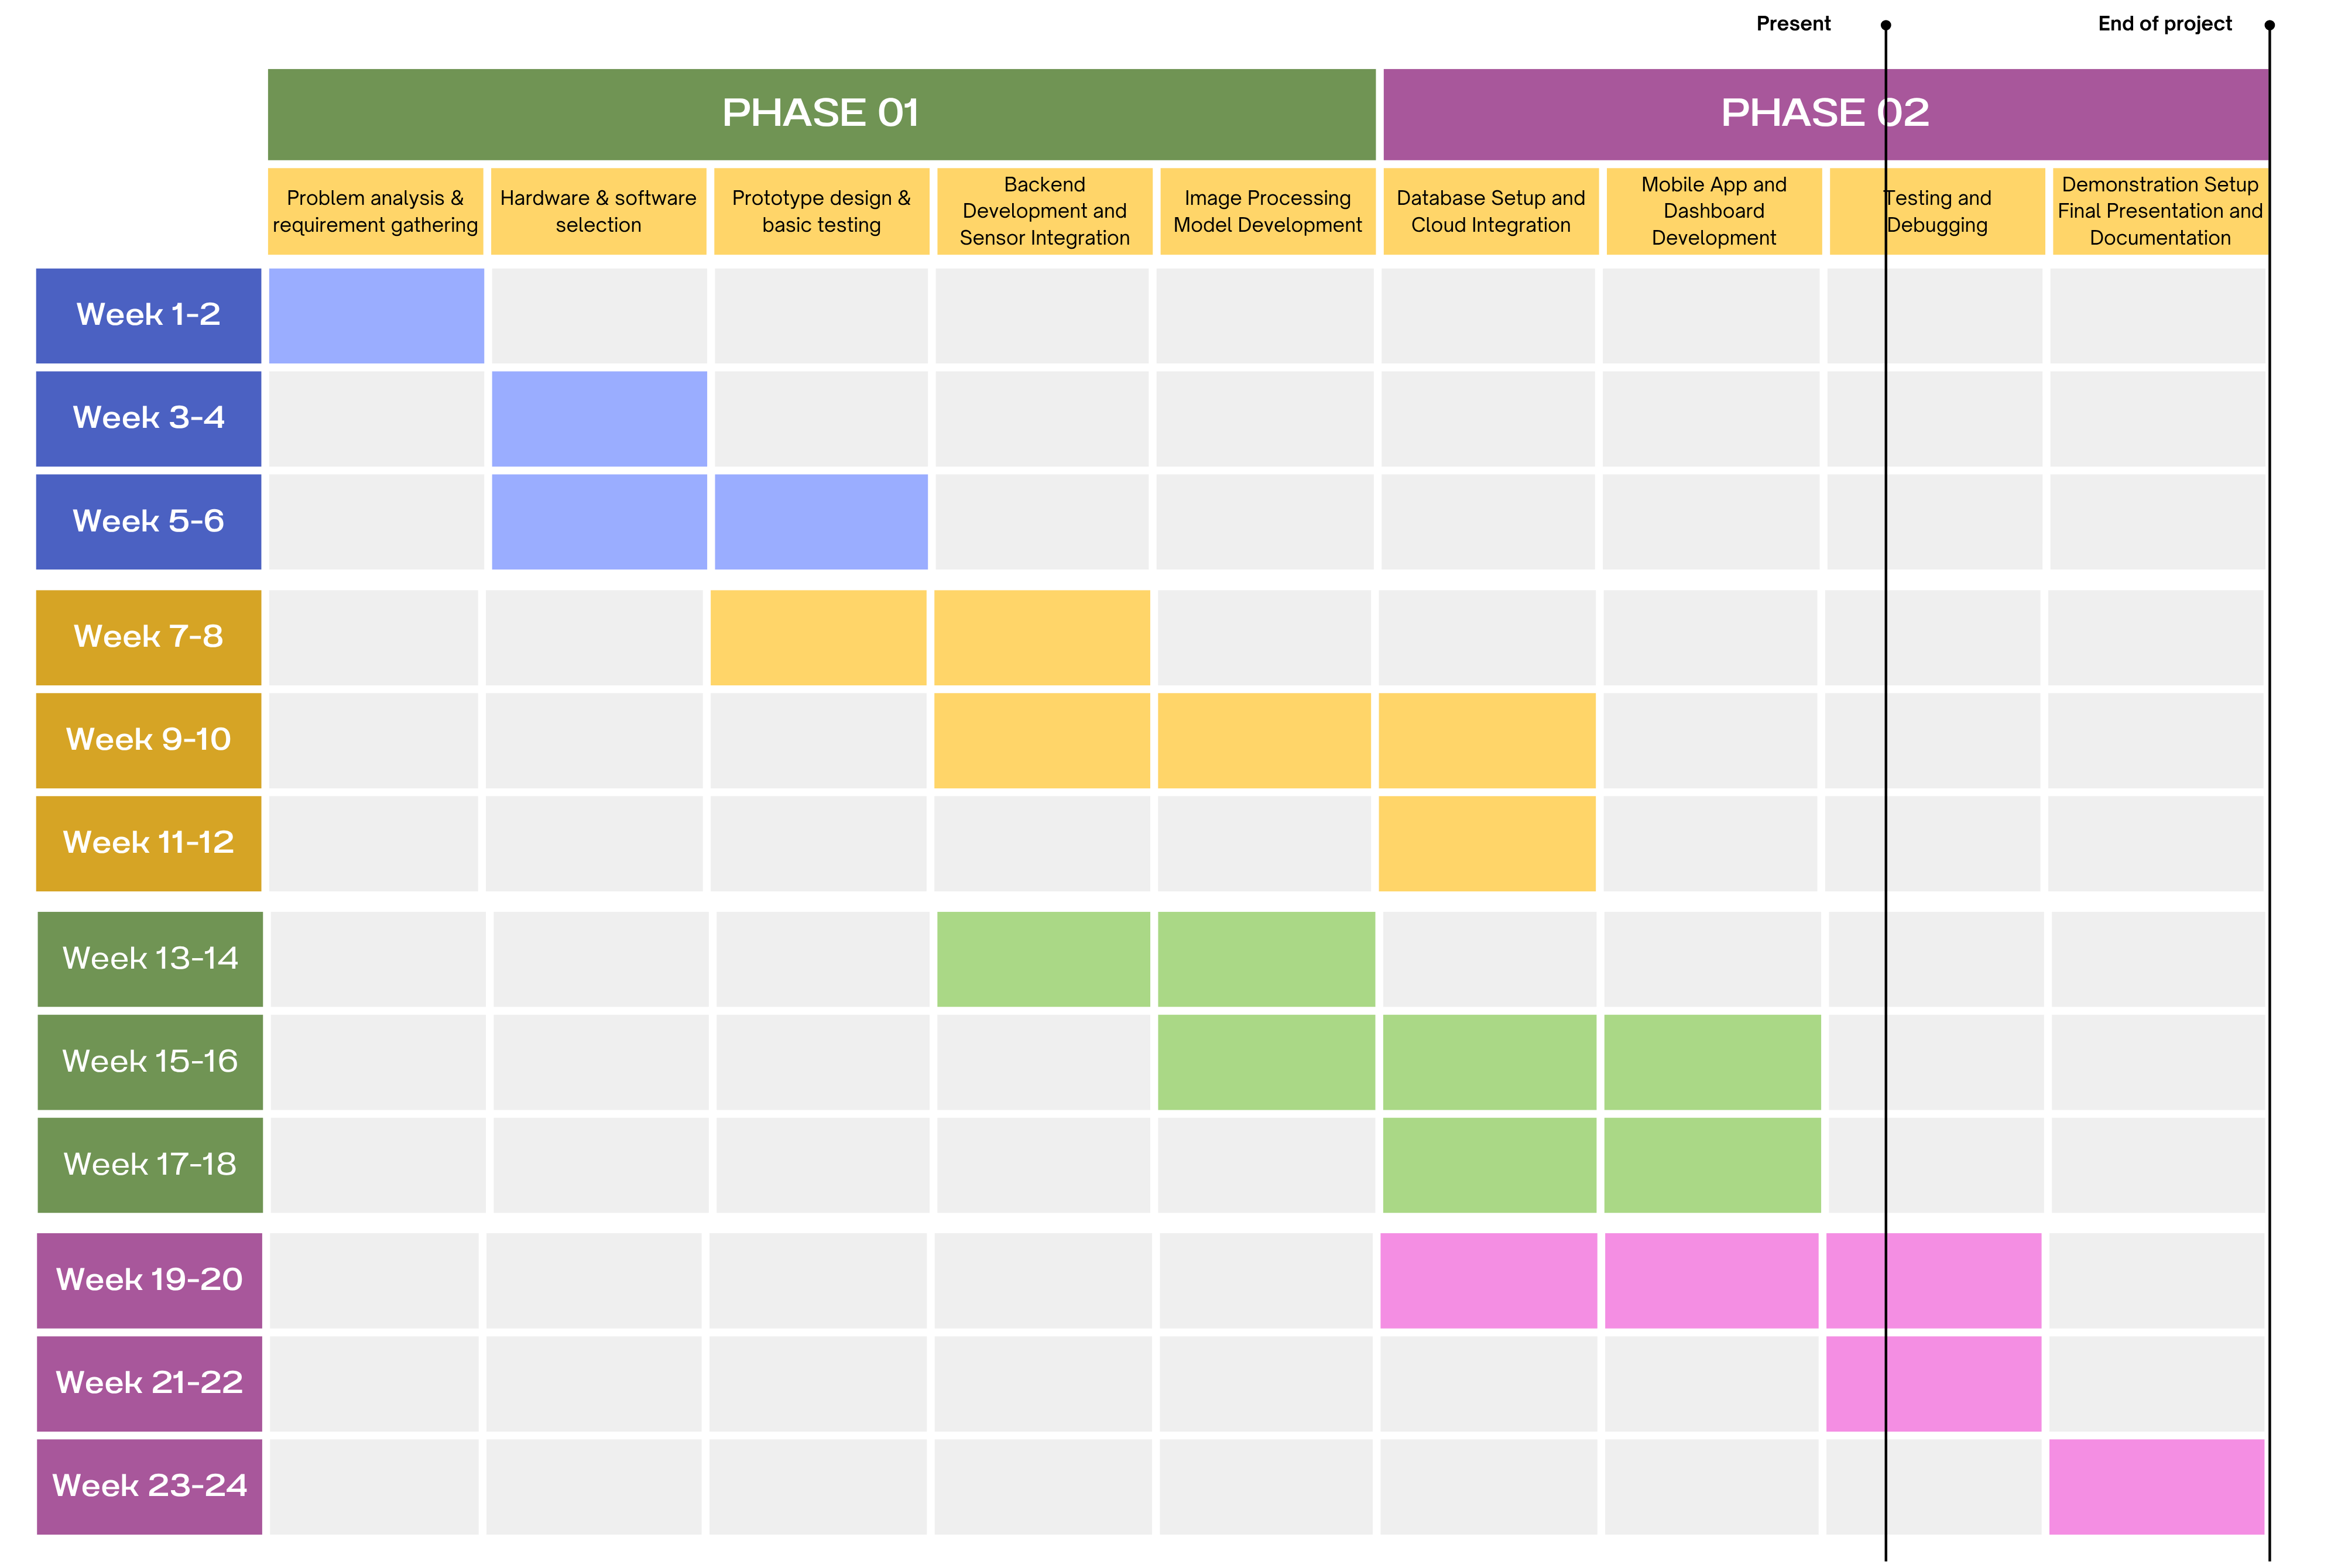 Present
End of project
PHASE 01
PHASE 02
Problem analysis &
requirement gathering
Hardware & software
selection
Prototype design &
basic testing
Backend
Development and
Sensor Integration
Image Processing
Model Development
Database Setup and
Cloud Integration
Mobile App and
Dashboard
Development
Testing and
Debugging
Demonstration Setup
Final Presentation and
Documentation
Week 1-2
Week 3-4
Week 5-6
Week 7-8
Week 9-10
Week 11-12
Week 13-14
Week 15-16
Week 17-18
Week 19-20
Week 21-22
Week 23-24